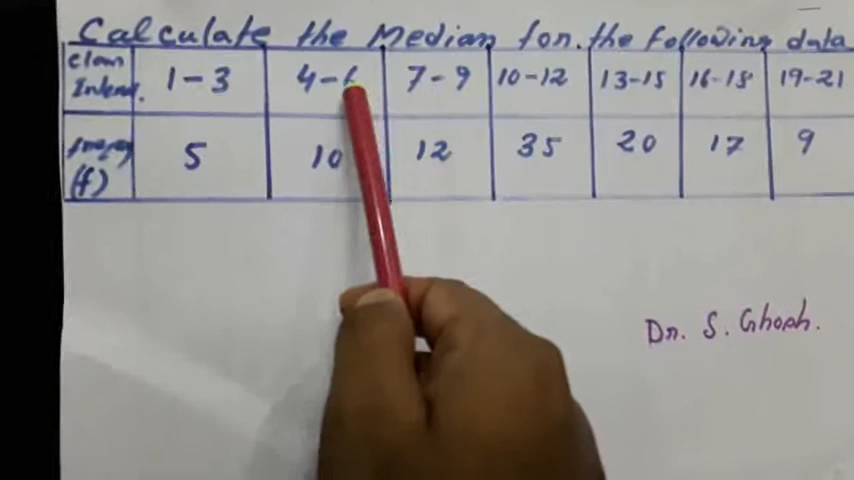 Calculate the Median for. the following data
Class Interval. 1-3 4-6 7-9 10-12 13-15 16-18 19-21
(f) 5 10 12 35 20 17 9
Dr. S. Ghosh.